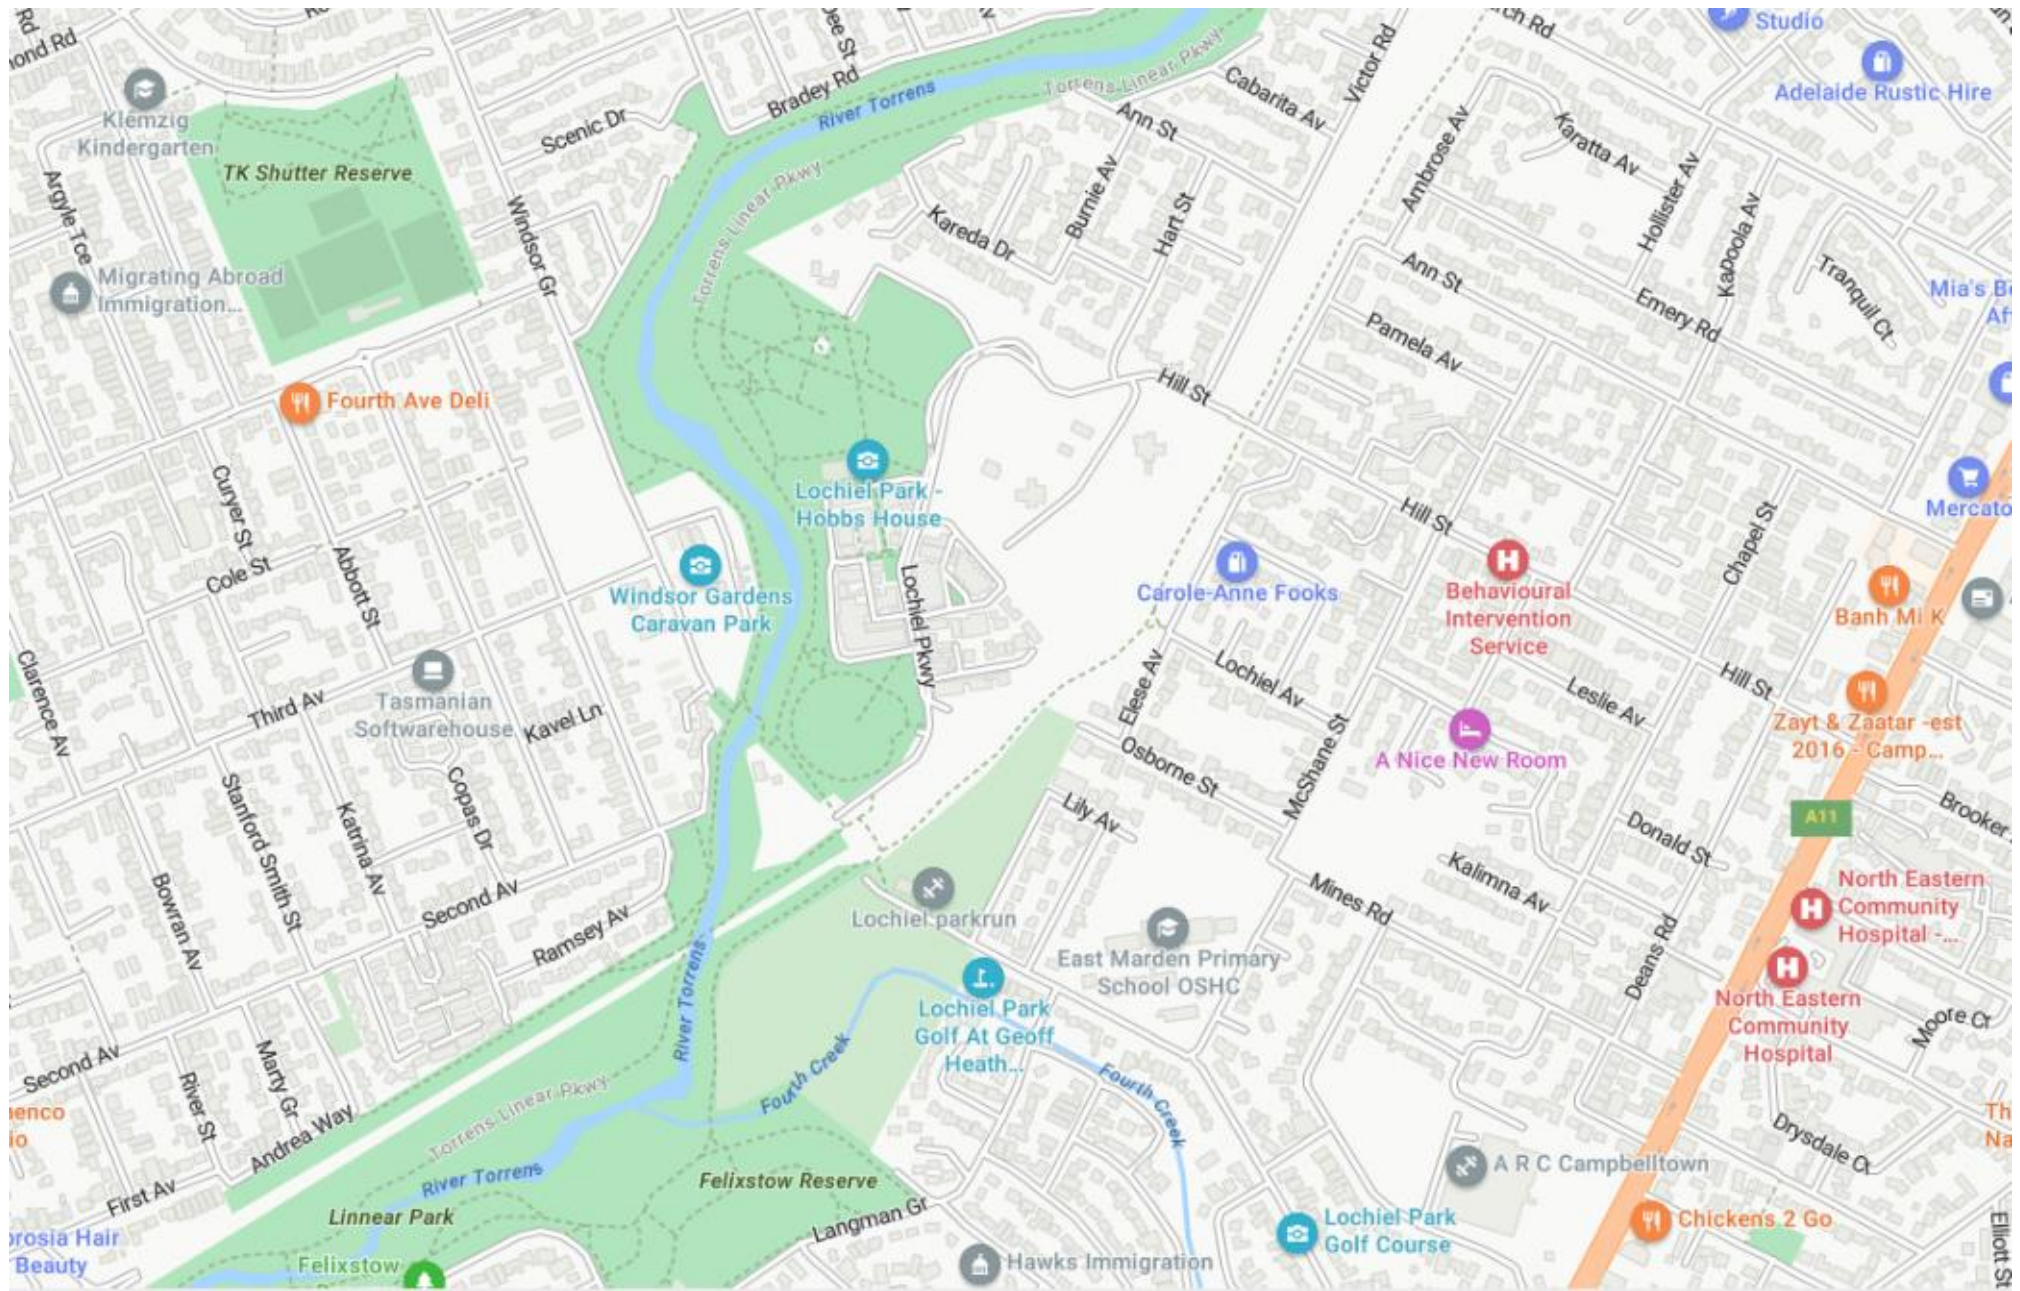 Studio
Adelaide Rustic Hire
Klemzig
Kindergarten
TK Shutter Reserve
Argyle Tce
Migrating Abroad
Immigration...
Scenic Dr
Bradey Rd
River Torrens
Torrens Linear Pkwy
Cabarita Av
Victor Rd
Ann St
Burnie Av
Hart St
Kareda Dr
Torrens Linear Pkwy
Windsor Gr
Ambrose Av
Karatta Av
Hollister Av
Kapoola Av
Tranquil Ct
Ann St
Emery Rd
Pamela Av
Mia's
Hill St
Fourth Ave Deli
Curyer St
Cole St
Abbott St
Lochiel Park -
Hobbs House
Windsor Gardens
Caravan Park
Lochiel Pkwy
Carole-Anne Fooks
Hill St
Behavioural
Intervention
Service
Chapel St
Mercato
Banh Mi K
Hill St
Zayt & Zaatar -est
2016 - Camp...
Leslie Av
A Nice New Room
Lochiel Av
Elese Av
Osborne St
McShane St
Lily Av
Clarence Av
Third Av
Tasmanian
Softwarehouse
Kavel Ln
Copas Dr
Stanford Smith St
Katrina Av
Bowran Av
Second Av
Ramsey Av
Lochiel parkrun
East Marden Primary
School OSHC
Mines Rd
Kalimna Av
Donald St
Deans Rd
A11
Brooker
North Eastern
Community
Hospital -...
North Eastern
Community
Hospital
Moore Ct
Lochiel Park
Golf At Geoff
Heath...
River Torrens
Fourth Creek
Fourth Creek
Second Av
River St
Marty Gr
Andrea Way
First Av
Torrens Linear Pkwy
River Torrens
Linnear Park
Felixstow
Felixstow Reserve
Langman Gr
Hawks Immigration
Lochiel Park
Golf Course
A R C Campbelltown
Chickens 2 Go
Drysdale Ct
Elliott St
Hair
Beauty